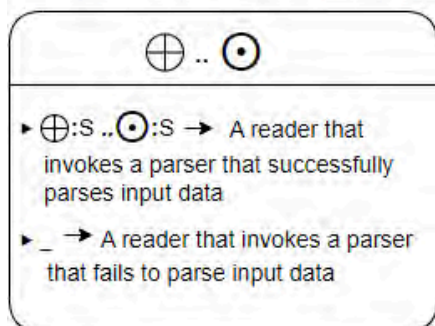 ⊕ .. ⊙
▸ ⊕:S ..⊙:S → A reader that
invokes a parser that successfully
parses input data
▸ _ → A reader that invokes a parser
that fails to parse input data